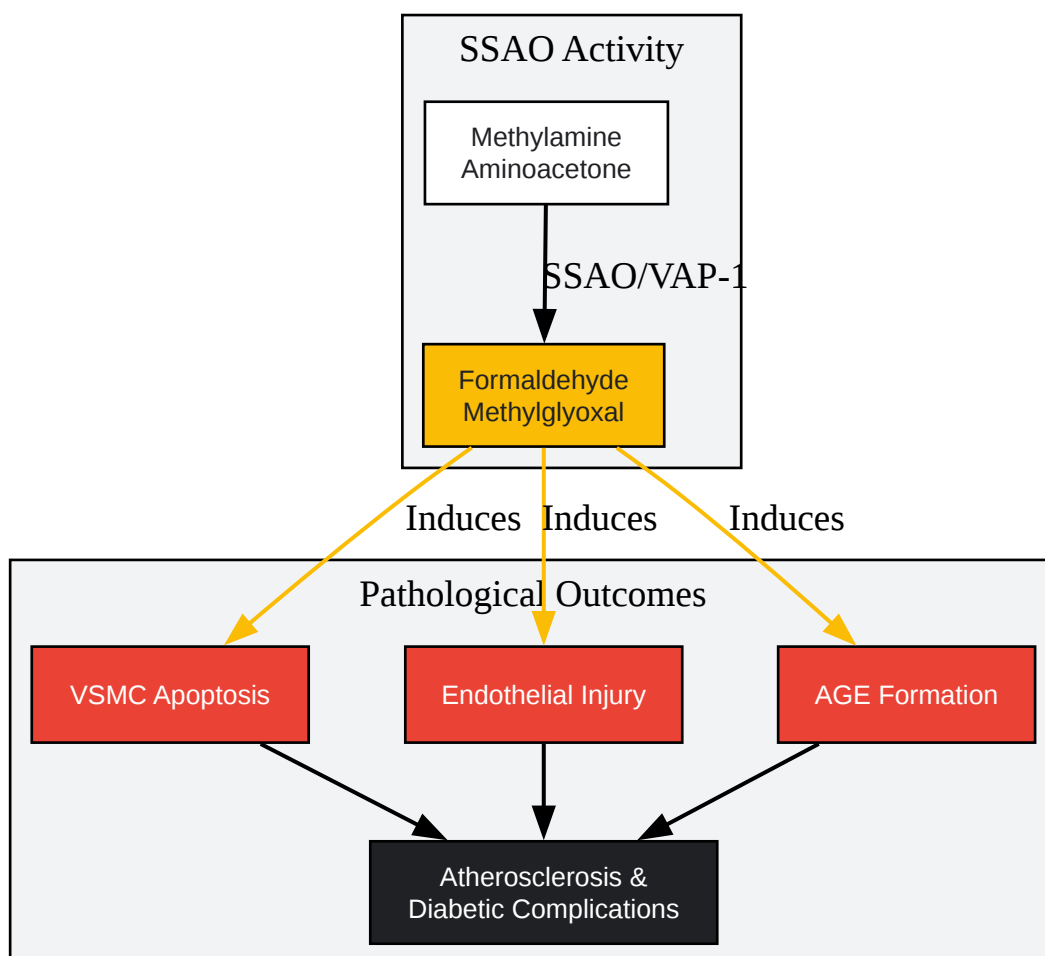 SSAO Activity
Methylamine
Aminoacetone
SSAO/VAP-1
Formaldehyde
Methylglyoxal
Induces
Induces
Induces
Pathological Outcomes
VSMC Apoptosis
Endothelial Injury
AGE Formation
Atherosclerosis &
Diabetic Complications